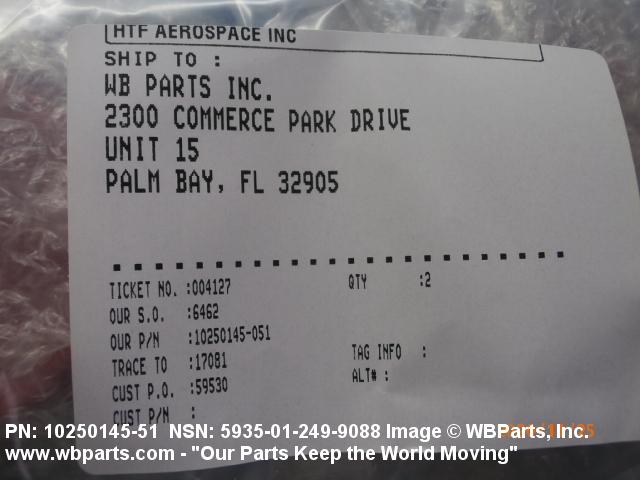 HTF AEROSPACE INC
SHIP TO :
WB PARTS INC.
2300 COMMERCE PARK DRIVE
UNIT 15
PALM BAY, FL 32905
TICKET NO. :004127 QTY :2
OUR S.O. :6462
OUR P/N :10250145-051
TRACE TO :17081 TAG INFO :
CUST P.O. :59530 ALT# :
CUST P/N :
PN: 10250145-51 NSN: 5935-01-249-9088 Image © WBParts, Inc.
www.wbparts.com - "Our Parts Keep the World Moving"